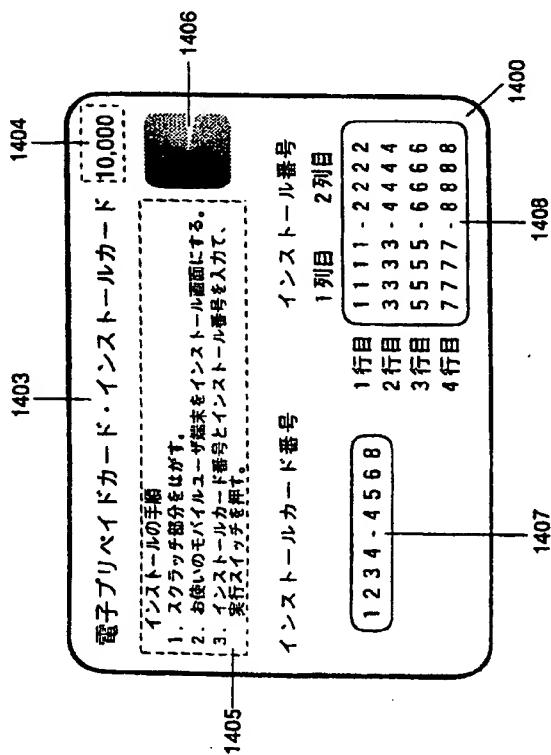 1403
1404
1406
電子プリペイドカード・インストールカード
10,000
インストールの手順
1. スクラッチ部分をはがす。
2. お使いのモバイルユーザ端末をインストール画面にする。
3. インストールカード番号とインストール番号を入力て、
実行スイッチを押す。
1405
インストールカード番号
インストール番号
1列目 2列目
1234-4568
1行目 1111-2222
2行目 3333-4444
3行目 5555-6666
4行目 7777-8888
1407
1408
1400